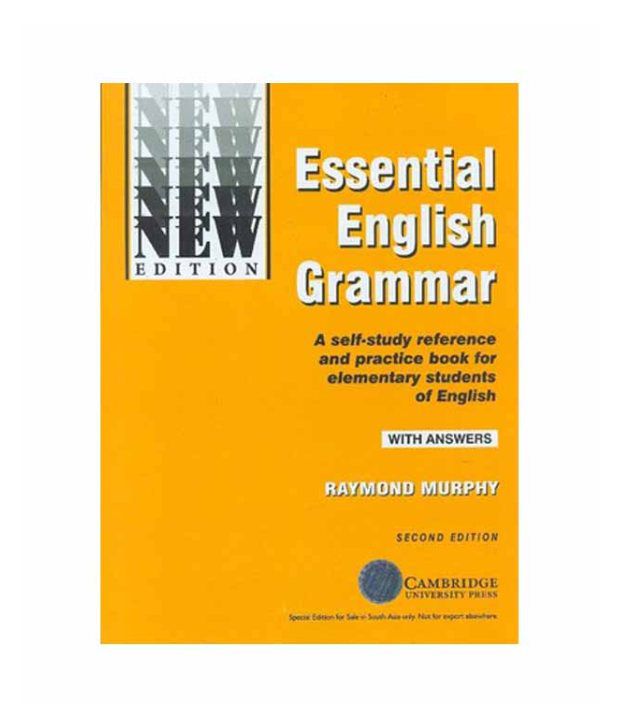 NEW
NEW
NEW
NEW
NEW
EDITION
Essential
English
Grammar
A self-study reference
and practice book for
elementary students
of English
WITH ANSWERS
RAYMOND MURPHY
SECOND EDITION
CAMBRIDGE
UNIVERSITY PRESS
Special Edition for Sale in South Asia only. Not for export elsewhere.